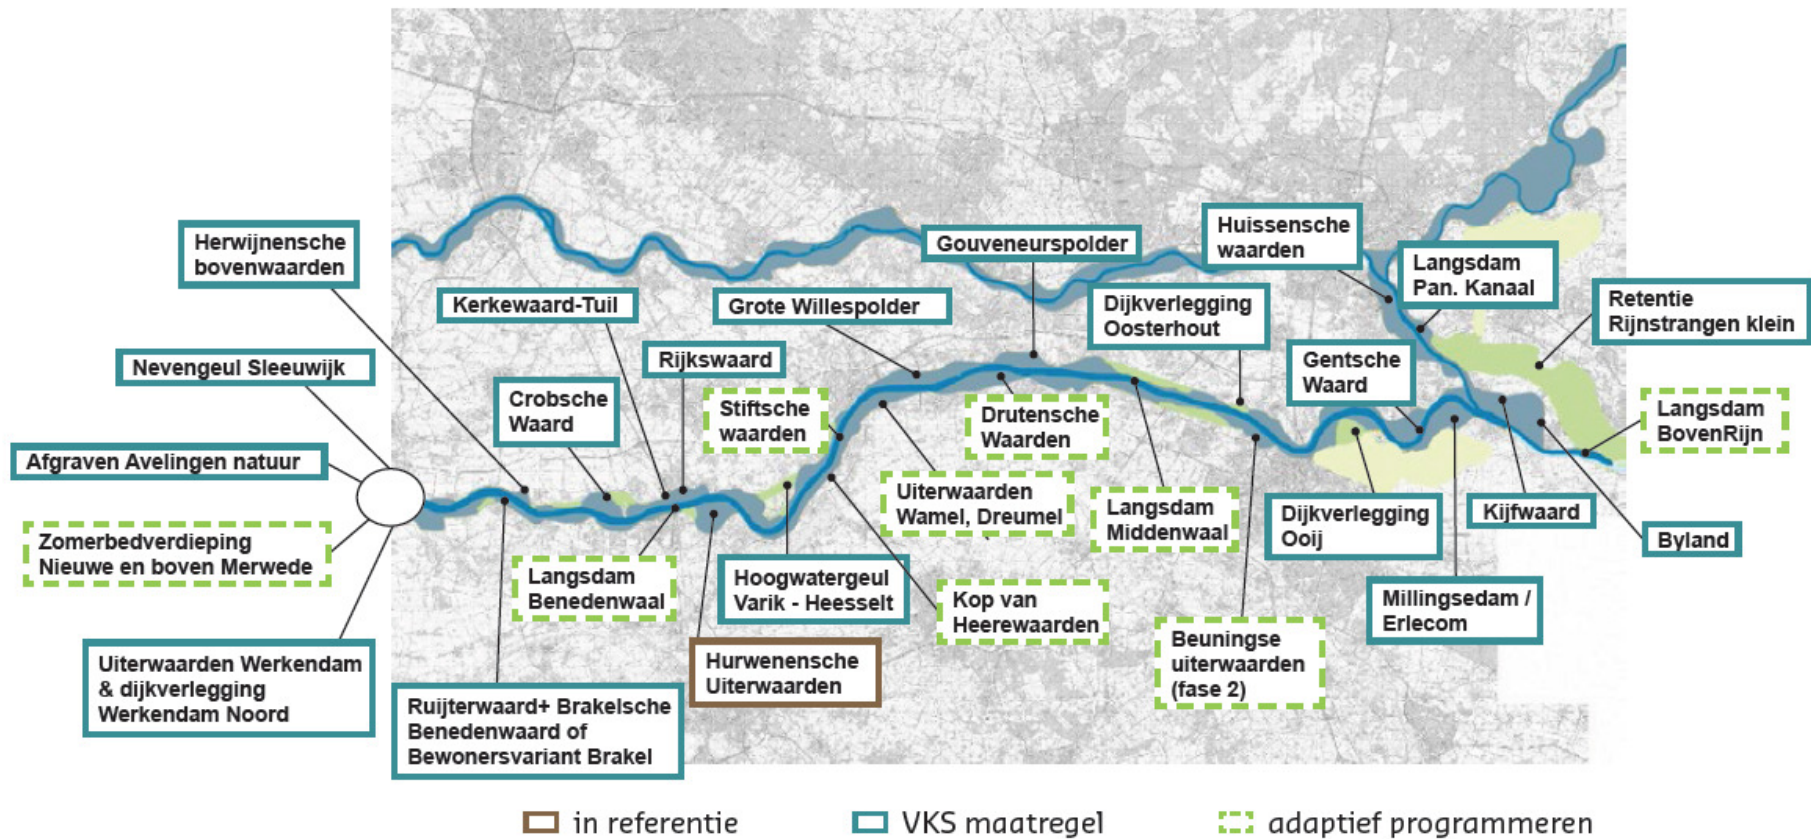 Herwijnensche
bovenwaarden
Nevengeul Sleeuwijk
Afgraven Avelingen natuur
Zomerbedverdieping
Nieuwe en boven Merwede
Uiterwaarden Werkendam
& dijkverlegging
Werkendam Noord
Kerkewaard-Tuil
Crobsche
Waard
Rijkswaard
Stiftsche
waarden
Langsdam
Benedenwaal
Ruijterwaard+ Brakelsche
Benedenwaard of
Bewonersvariant Brakel
Hurwenensche
Uiterwaarden
Hoogwatergeul
Varik - Heesselt
Grote Willespolder
Gouveneurspolder
Drutensche
Waarden
Uiterwaarden
Wamel, Dreumel
Kop van
Heerewaarden
Dijkverlegging
Oosterhout
Langsdam
Middenwaal
Beuningse
uiterwaarden
(fase 2)
Huissensche
waarden
Langsdam
Pan. Kanaal
Gentsche
Waard
Dijkverlegging
Ooij
Millingsedam /
Erlecom
Kijfwaard
Byland
Retentie
Rijnstrangen klein
Langsdam
BovenRijn
in referentie
VKS maatregel
adaptief programmeren